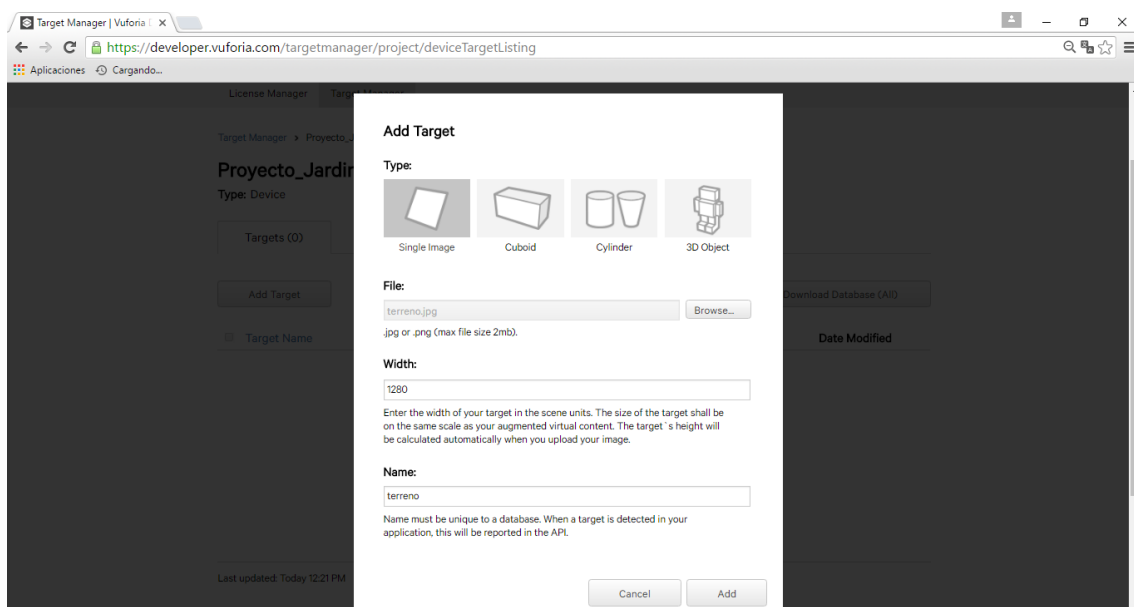 Target Manager | Vuforia
https://developer.vuforia.com/targetmanager/project/deviceTargetListing
Aplicaciones Cargando...
License Manager
Target Manager > Proyecto_J
Proyecto_Jardin
Type: Device
Targets (0)
Add Target
Download Database (All)
Target Name
Date Modified
Last updated: Today 12:21 PM
Add Target
Type:
Single Image Cuboid Cylinder 3D Object
File:
terreno.jpg Browse...
.jpg or .png (max file size 2mb).
Width:
1280
Enter the width of your target in the scene units. The size of the target shall be
on the same scale as your augmented virtual content. The target`s height will
be calculated automatically when you upload your image.
Name:
terreno
Name must be unique to a database. When a target is detected in your
application, this will be reported in the API.
Cancel Add